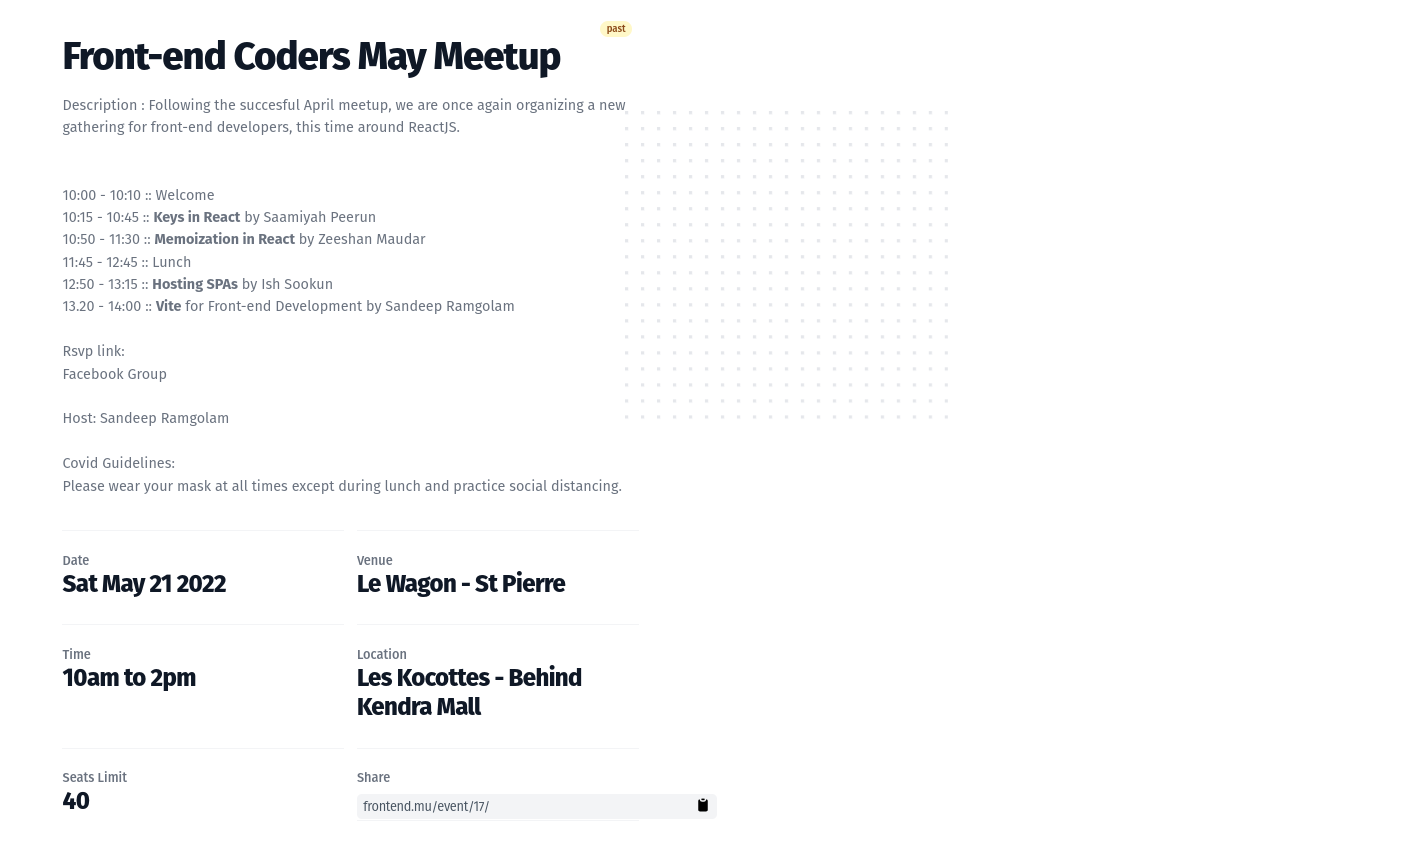 past
Front-end Coders May Meetup
Description : Following the succesful April meetup, we are once again organizing a new
gathering for front-end developers, this time around ReactJS.
10:00 - 10:10 :: Welcome
10:15 - 10:45 :: Keys in React by Saamiyah Peerun
10:50 - 11:30 :: Memoization in React by Zeeshan Maudar
11:45 - 12:45 :: Lunch
12:50 - 13:15 :: Hosting SPAs by Ish Sookun
13.20 - 14:00 :: Vite for Front-end Development by Sandeep Ramgolam
Rsvp link:
Facebook Group
Host: Sandeep Ramgolam
Covid Guidelines:
Please wear your mask at all times except during lunch and practice social distancing.
Date
Sat May 21 2022
Venue
Le Wagon - St Pierre
Time
10am to 2pm
Location
Les Kocottes - Behind
Kendra Mall
Seats Limit
40
Share
frontend.mu/event/17/